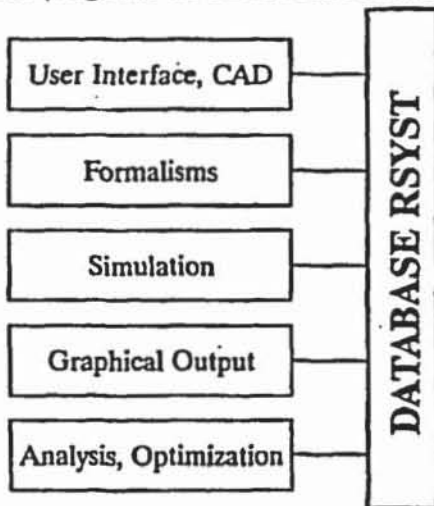 User Interface, CAD
Formalisms
Simulation
Graphical Output
Analysis, Optimization
DATABASE RSYST